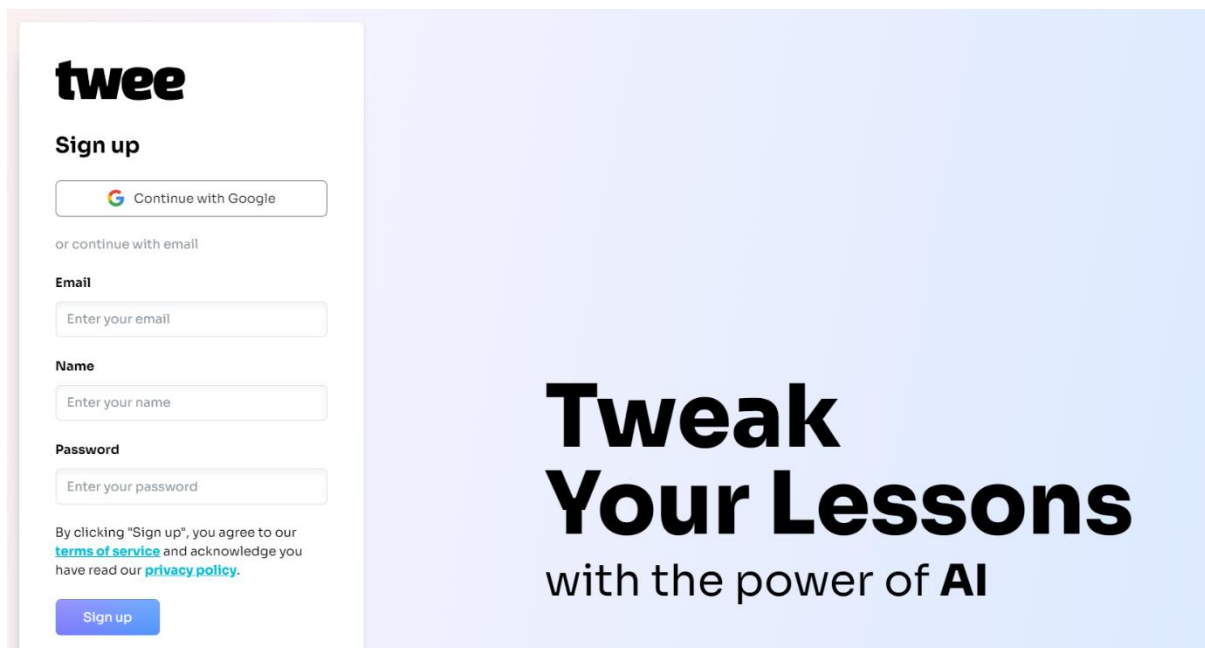 twee
Sign up
Continue with Google
or continue with email
Email
Enter your email
Name
Enter your name
Password
Enter your password
By clicking "Sign up", you agree to our
terms of service and acknowledge you
have read our privacy policy.
Sign up
Tweak
Your Lessons
with the power of AI